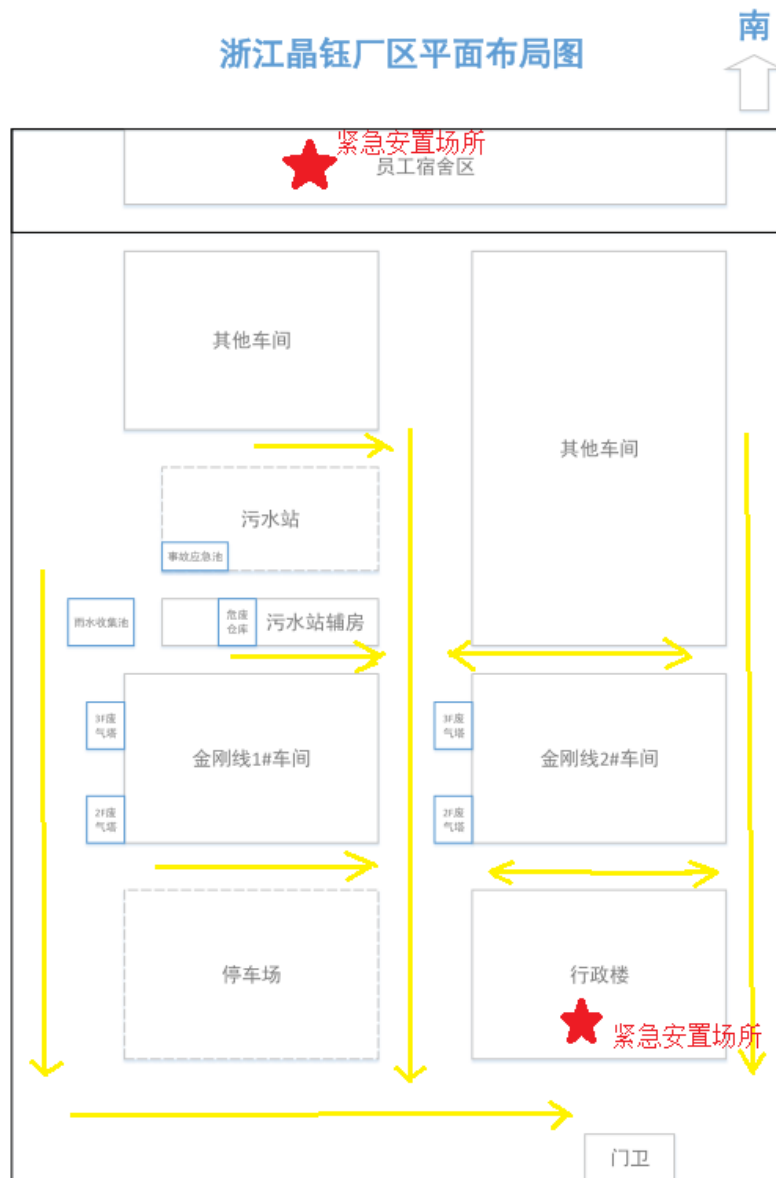 南
浙江晶钰厂区平面布局图
紧急安置场所
员工宿舍区
其他车间
其他车间
污水站
事故应急池
雨水收集池
危废
仓库
污水站辅房
3F废
气塔
金刚线1#车间
2F废
气塔
3F废
气塔
金刚线2#车间
2F废
气塔
停车场
行政楼
紧急安置场所
门卫